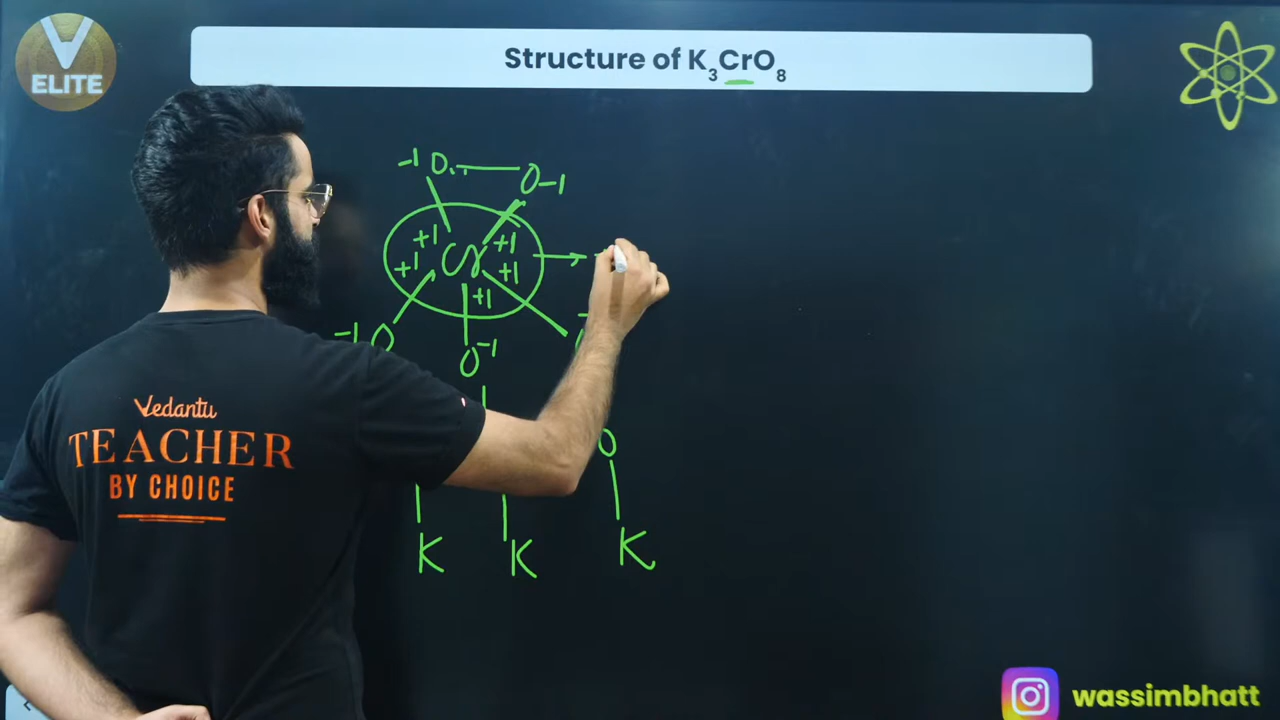 ELITE
Structure of K₃CrO₈
-1 O — O -1
+1 Cr +1
+1 +1
+1
-1 O O -1
O
K K K
Vedantu
TEACHER
BY CHOICE
wassimbhatt